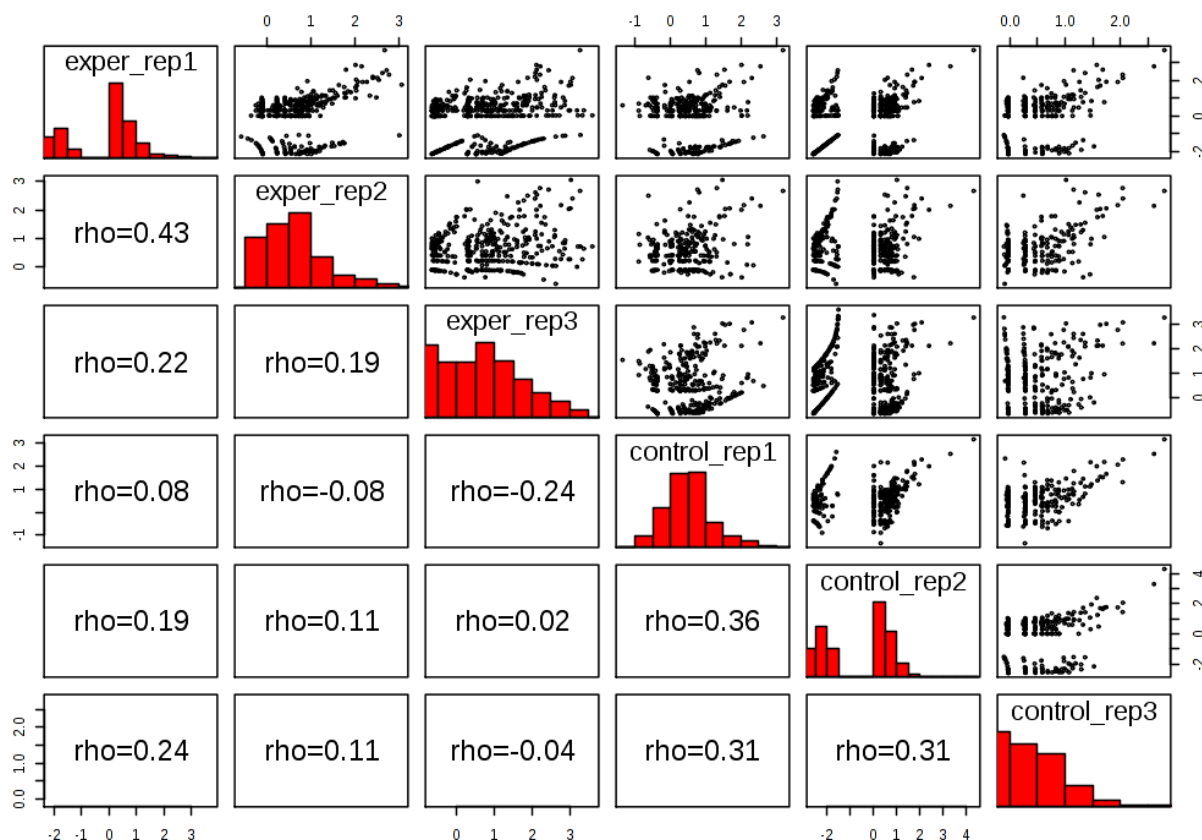 0 1 2 3
-1 0 1 2 3
0.0 1.0 2.0
exper_rep1
-2 0 1 2
0 1 2 3
rho=0.43
exper_rep2
rho=0.22
rho=0.19
exper_rep3
0 1 2 3
-1 1 2 3
rho=0.08
rho=-0.08
rho=-0.24
control_rep1
rho=0.19
rho=0.11
rho=0.02
rho=0.36
control_rep2
-2 0 2 4
0.0 1.0 2.0
rho=0.24
rho=0.11
rho=-0.04
rho=0.31
rho=0.31
control_rep3
-2 -1 0 1 2 3
0 1 2 3
-2 0 1 2 3 4